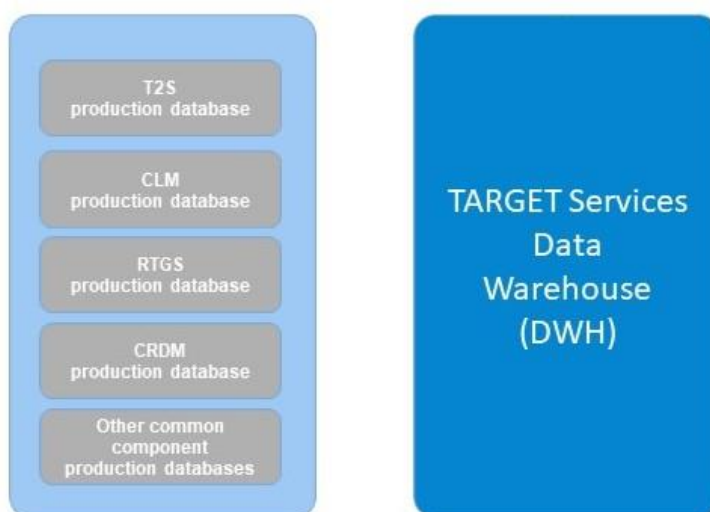 T2S
production database
CLM
production database
RTGS
production database
CRDM
production database
Other common
component
production databases
TARGET Services
Data
Warehouse
(DWH)